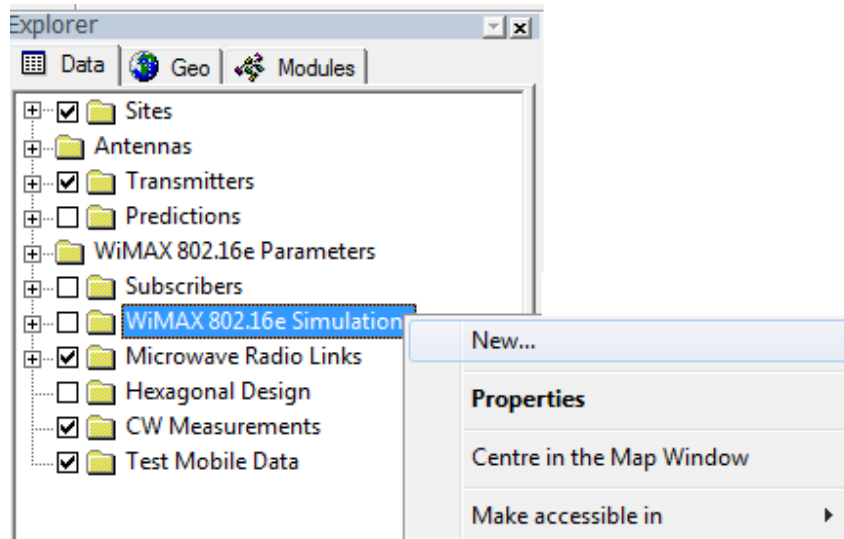 Explorer
Data Geo Modules
Sites
Antennas
Transmitters
Predictions
WiMAX 802.16e Parameters
Subscribers
WiMAX 802.16e Simulation
New...
Microwave Radio Links
Hexagonal Design
Properties
CW Measurements
Centre in the Map Window
Test Mobile Data
Make accessible in